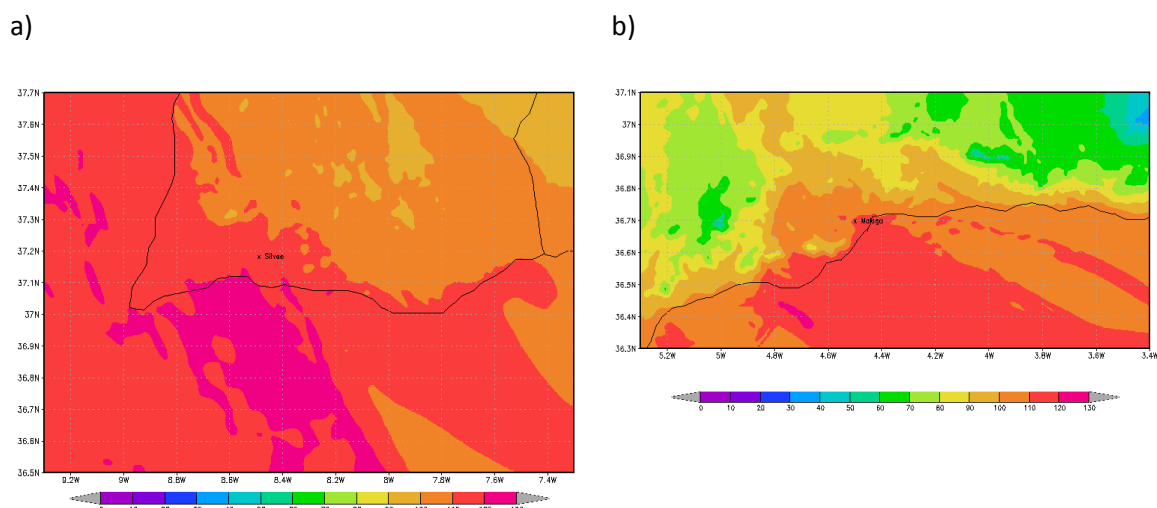 a)
b)
37.7N
37.6N
37.5N
37.4N
37.3N
37.2N
37.1N
37N
36.9N
36.8N
36.7N
36.6N
36.5N
Silves
9.2W 9W 8.8W 8.6W 8.4W 8.2W 8W 7.8W 7.6W 7.4W
37.1N
37N
36.9N
36.8N
36.7N
36.6N
36.5N
36.4N
36.3N
Malaga
5.2W 5W 4.8W 4.6W 4.4W 4.2W 4W 3.8W 3.6W 3.4W
0 10 20 30 40 50 60 70 80 90 100 110 120 130